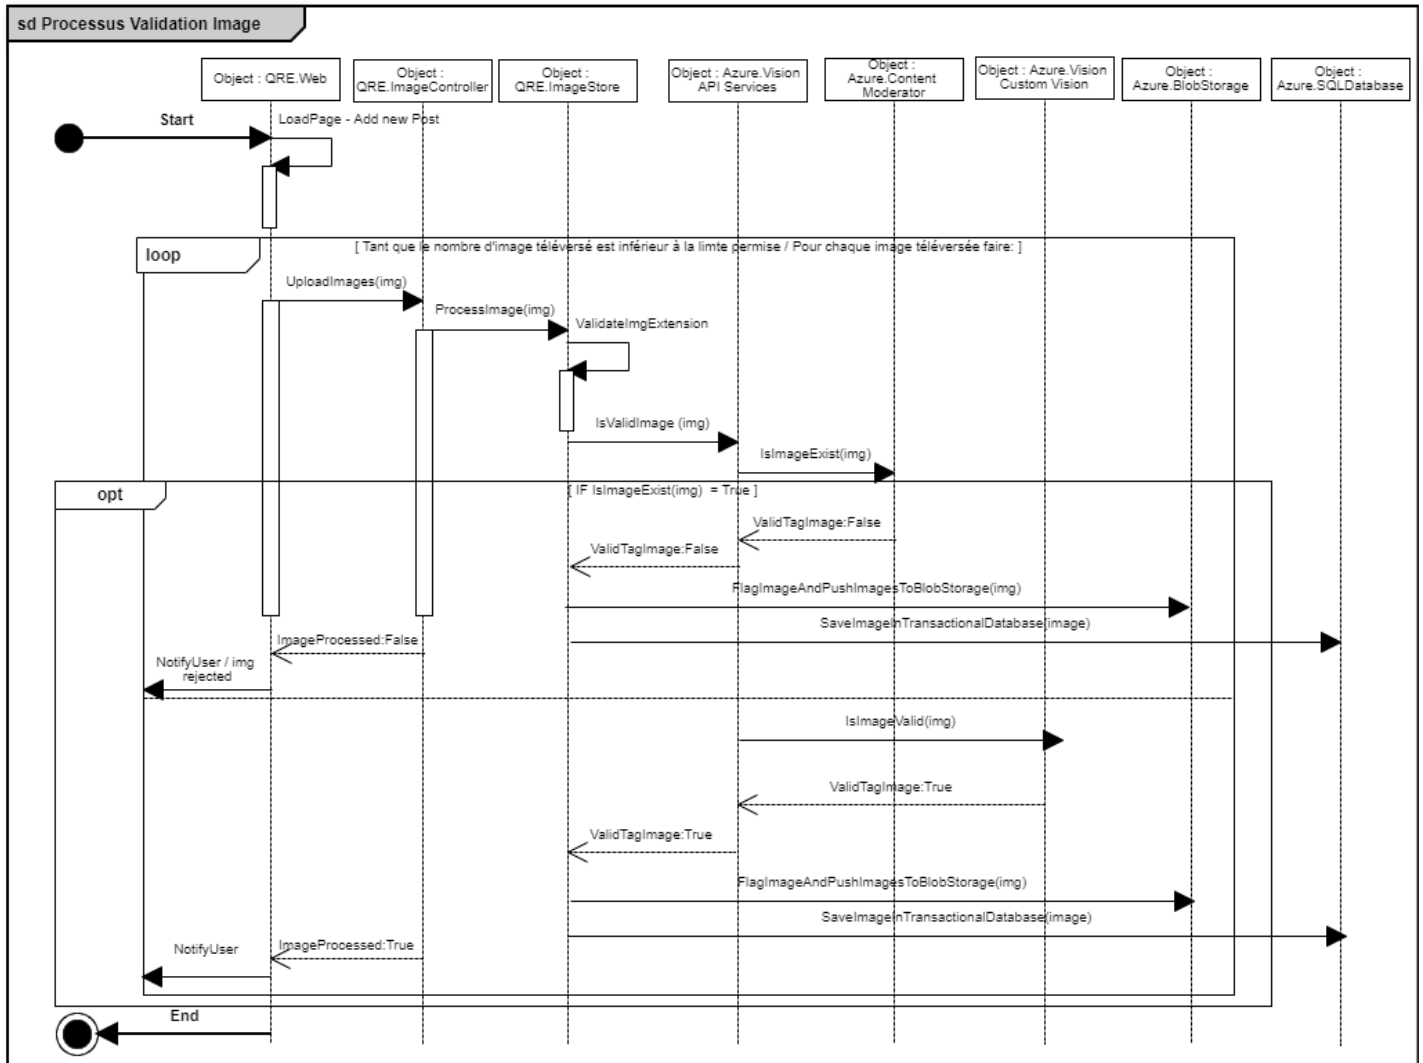 sd Processus Validation Image
Object : QRE.Web
Object :
QRE.ImageController
Object :
QRE.ImageStore
Object : Azure.Vision
API Services
Object :
Azure.Content
Moderator
Object : Azure.Vision
Custom Vision
Object :
Azure.BlobStorage
Object :
Azure.SQLDatabase
Start
LoadPage - Add new Post
loop
[ Tant que le nombre d'image téléversé est inférieur à la limte permise / Pour chaque image téléversée faire: ]
UploadImages(img)
ProcessImage(img)
ValidateImgExtension
IsValidImage (img)
IsImageExist(img)
opt
[ IF IsImageExist(img) = True ]
ValidTagImage:False
ValidTagImage:False
FlagImageAndPushImagesToBlobStorage(img)
SaveImageInTransactionalDatabase(image)
ImageProcessed:False
NotifyUser / img
rejected
IsImageValid(img)
ValidTagImage:True
ValidTagImage:True
FlagImageAndPushImagesToBlobStorage(img)
SaveImageInTransactionalDatabase(image)
ImageProcessed:True
NotifyUser
End